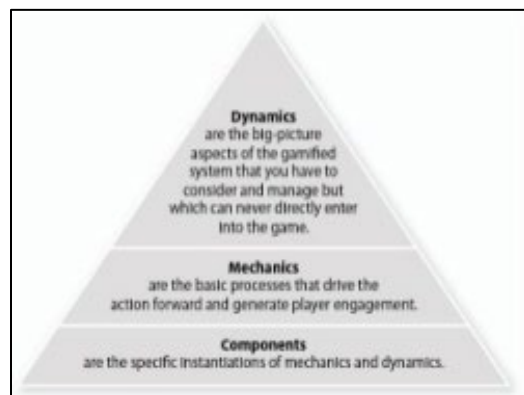 Dynamics
are the big-picture
aspects of the gamified
system that you have to
consider and manage but
which can never directly enter
into the game.
Mechanics
are the basic processes that drive the
action forward and generate player engagement.
Components
are the specific instantiations of mechanics and dynamics.